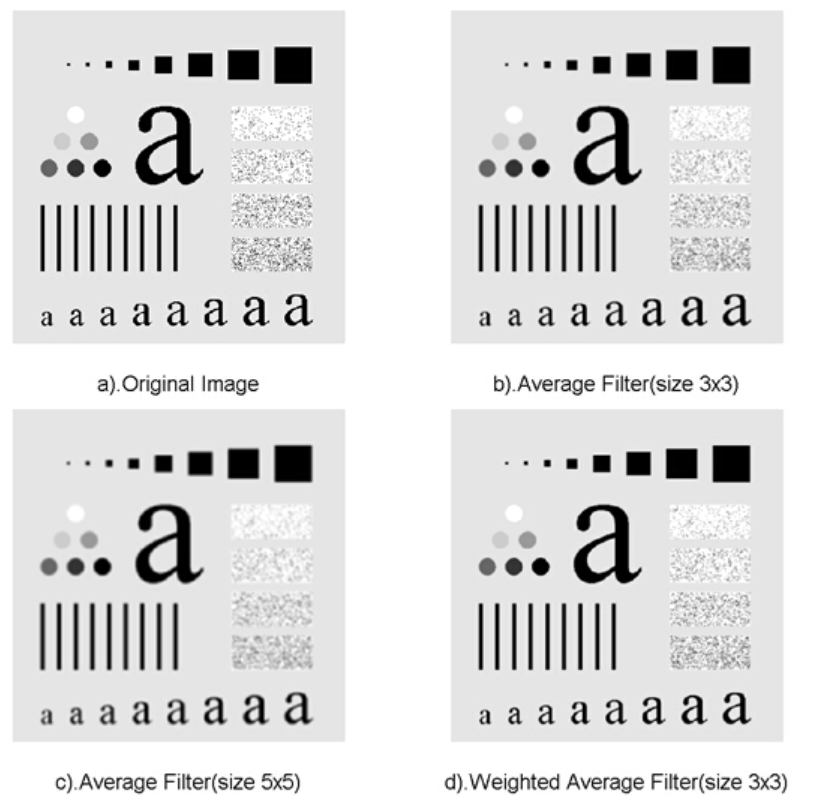 a
a a a a a a a a
a
a a a a a a a a
a).Original Image
b).Average Filter(size 3x3)
a
a a a a a a a a
a
a a a a a a a a
c).Average Filter(size 5x5)
d).Weighted Average Filter(size 3x3)